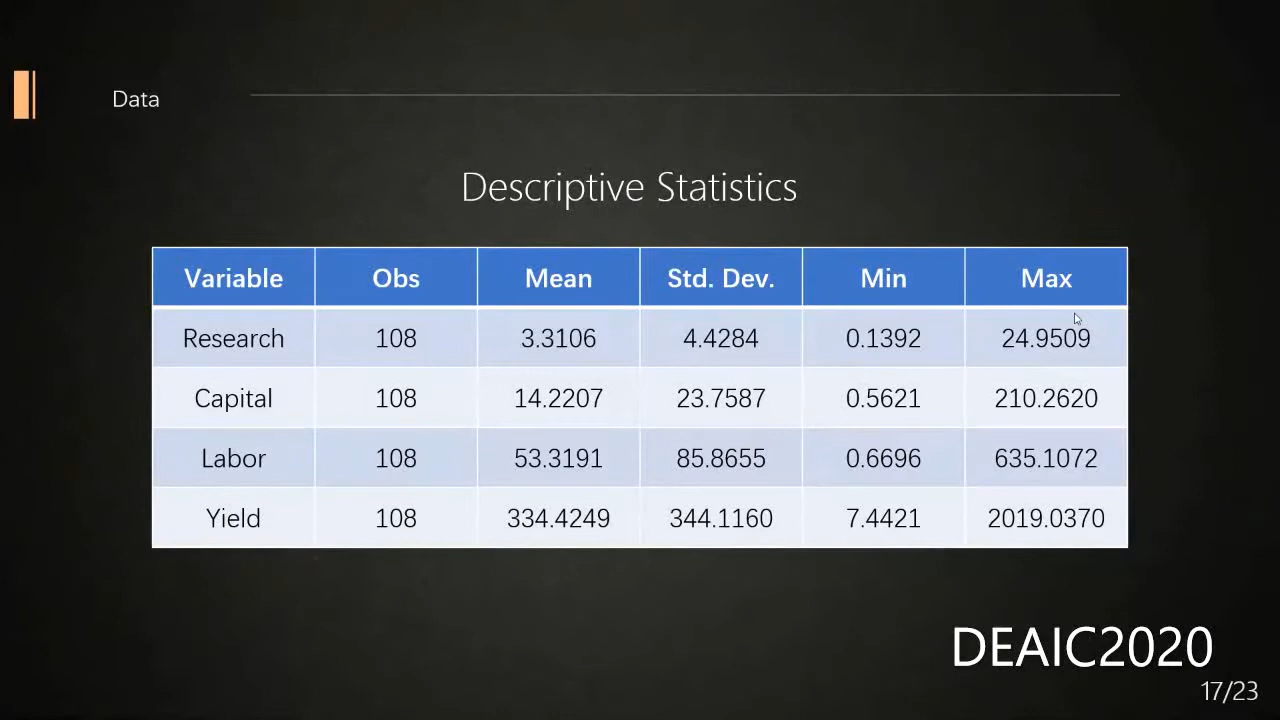 Data
Descriptive Statistics
Variable Obs Mean Std. Dev. Min Max
Research 108 3.3106 4.4284 0.1392 24.9509
Capital 108 14.2207 23.7587 0.5621 210.2620
Labor 108 53.3191 85.8655 0.6696 635.1072
Yield 108 334.4249 344.1160 7.4421 2019.0370
DEAIC2020
17/23